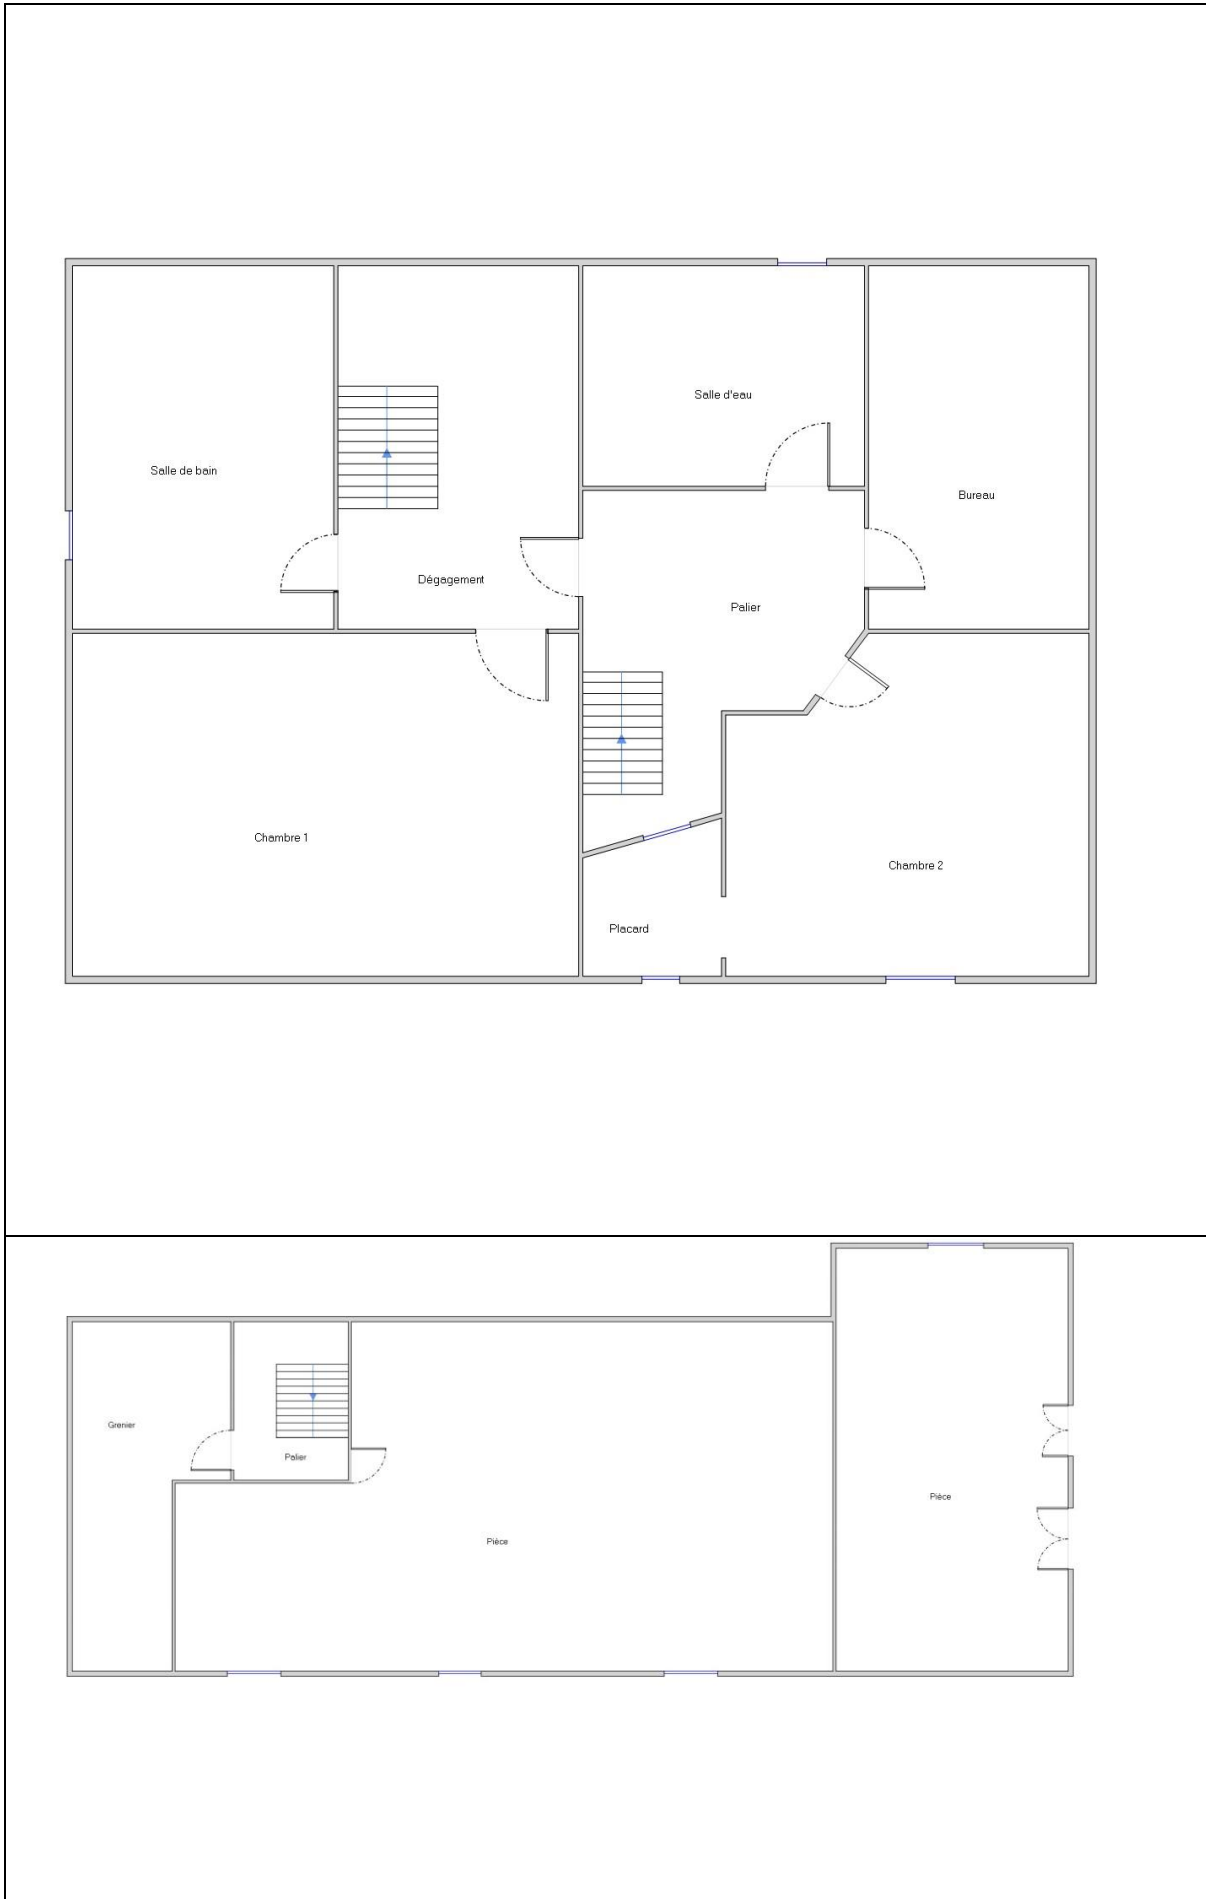 Salle d'eau
Salle de bain
Bureau
Dégagement
Palier
Chambre 1
Chambre 2
Placard
Grenier
Palier
Pièce
Pièce